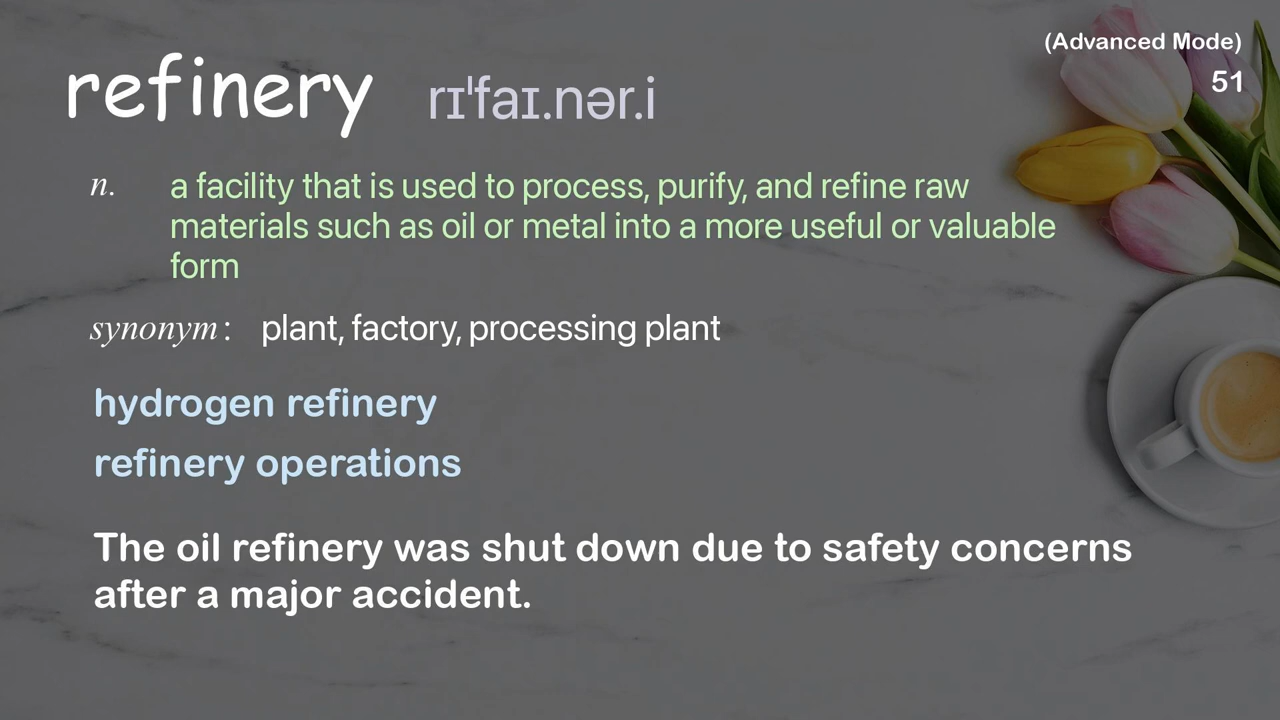 (Advanced Mode)
51
refinery rɪˈfaɪ.nər.i
n. a facility that is used to process, purify, and refine raw
materials such as oil or metal into a more useful or valuable
form
synonym: plant, factory, processing plant
hydrogen refinery
refinery operations
The oil refinery was shut down due to safety concerns
after a major accident.